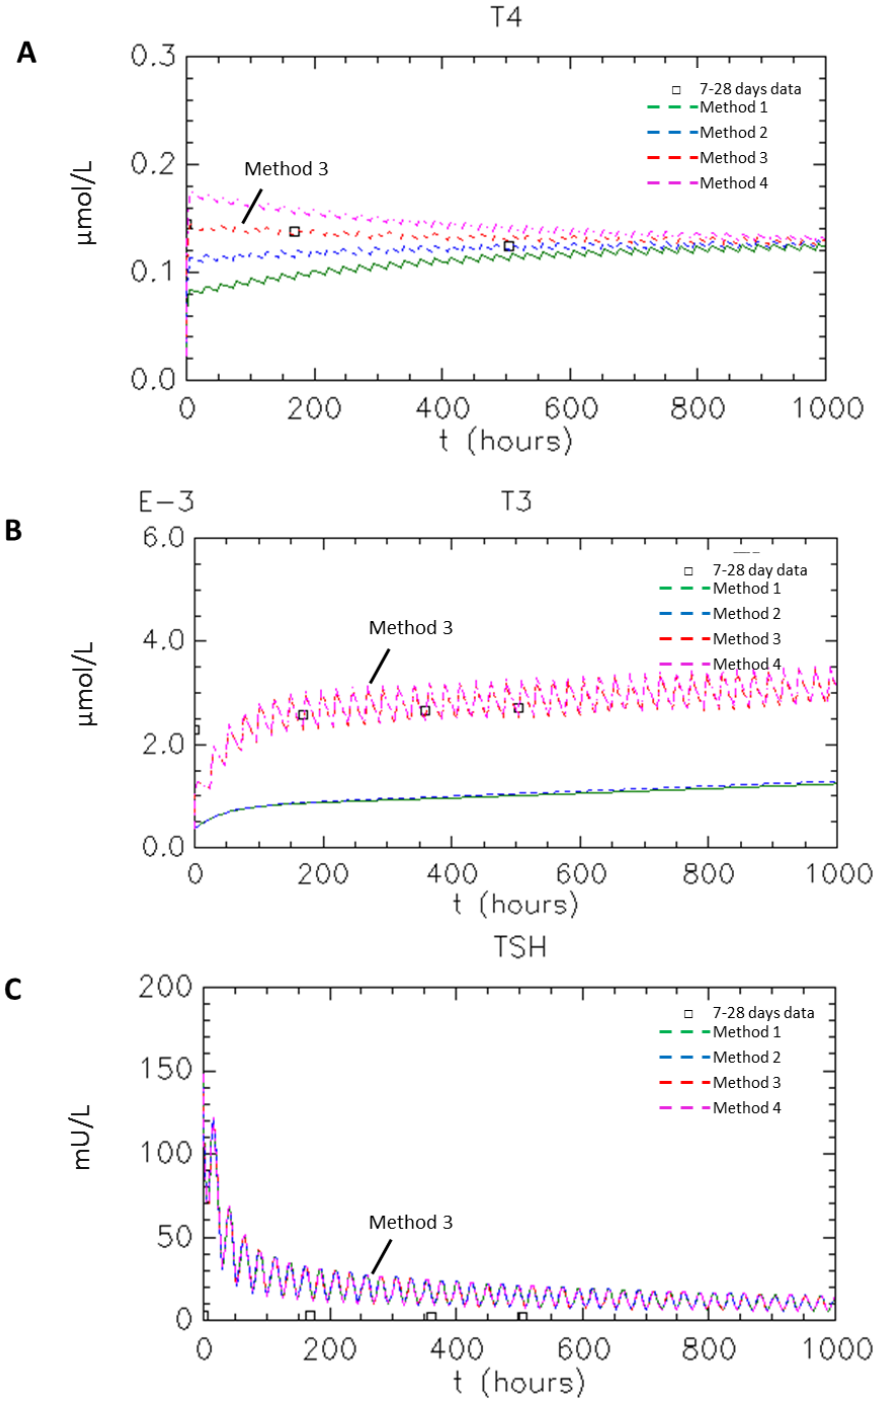 T4
A
0.3
7-28 days data
Method 1
Method 2
Method 3
Method 4
Method 3
0.2
µmol/L
0.1
0.0
0 200 400 600 800 1000
t (hours)
E-3 T3
B
6.0
7-28 day data
Method 1
Method 2
Method 3
Method 4
Method 3
4.0
µmol/L
2.0
0.0
0 200 400 600 800 1000
t (hours)
TSH
C
200
7-28 days data
Method 1
Method 2
Method 3
Method 4
150
mU/L
100
Method 3
50
0
0 200 400 600 800 1000
t (hours)